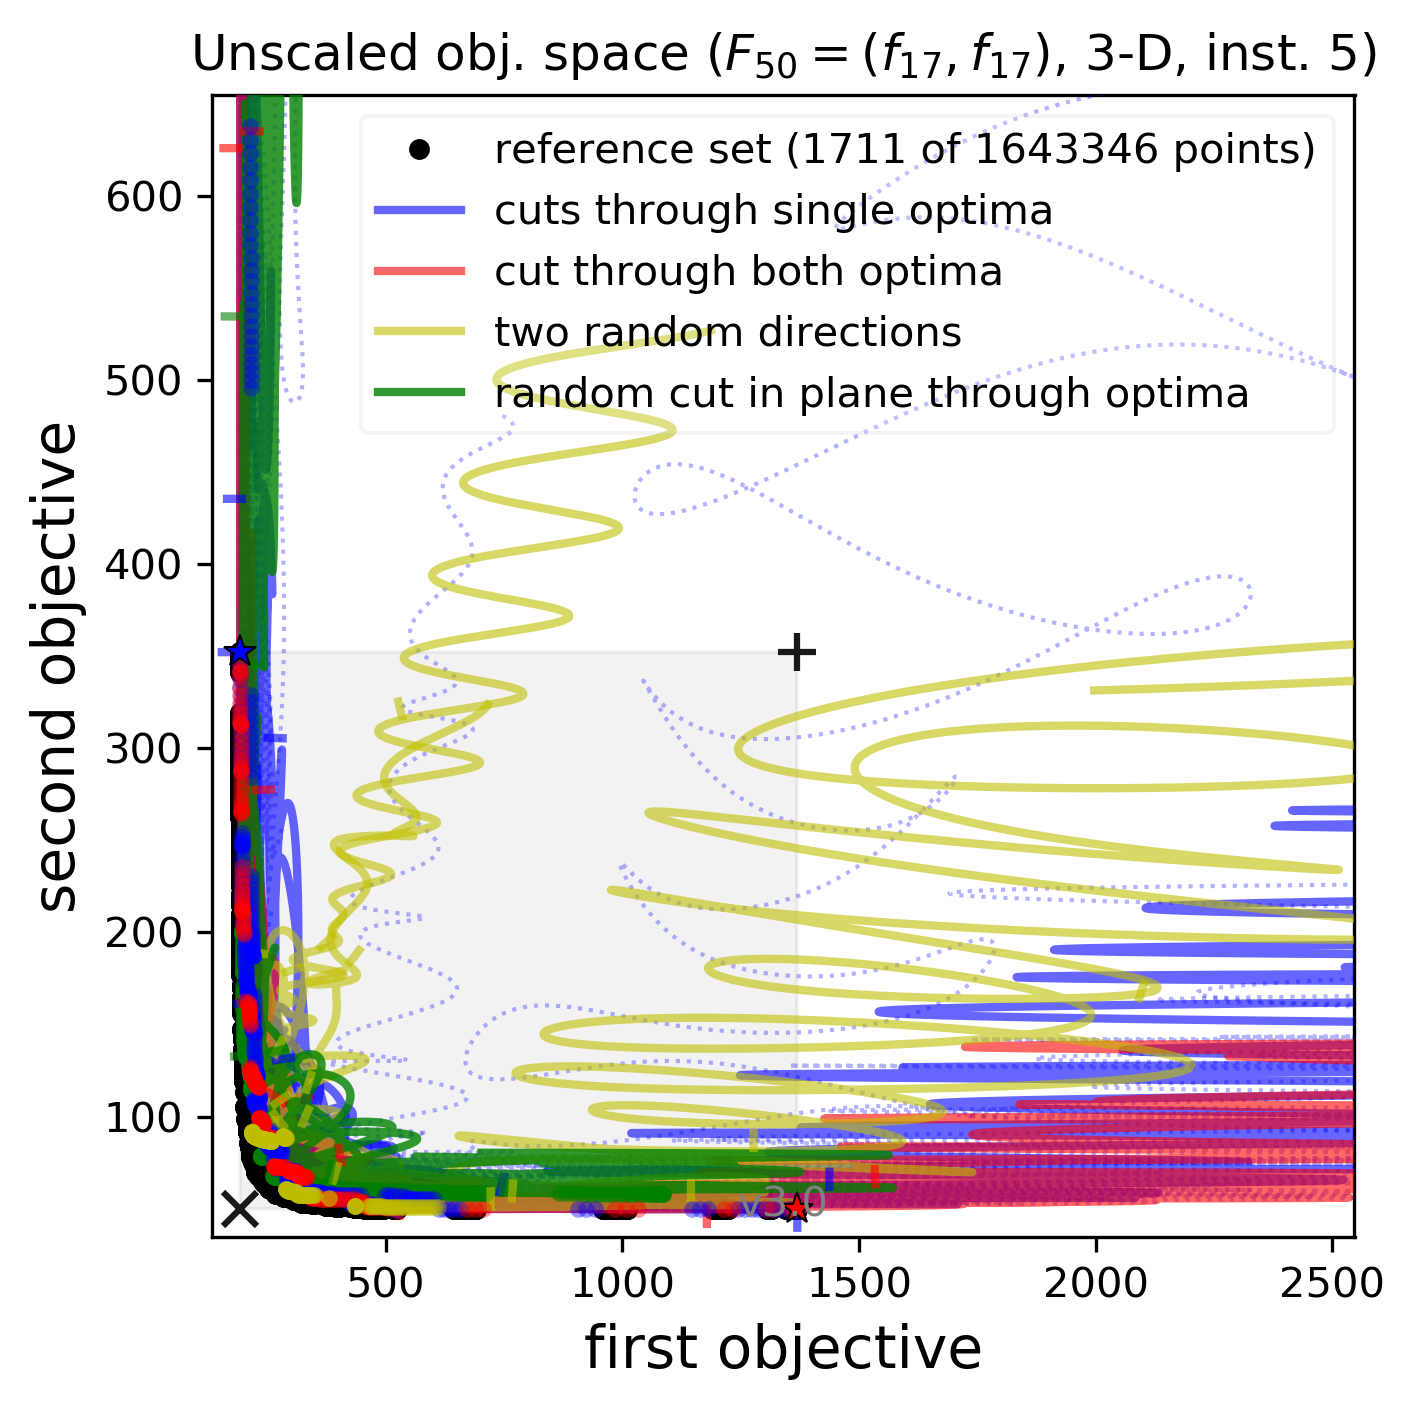 Unscaled obj. space (F₅₀ = (f₁₇, f₁₇), 3-D, inst. 5)
reference set (1711 of 1643346 points)
cuts through single optima
cut through both optima
two random directions
random cut in plane through optima
second objective
600
500
400
300
200
100
v3.0
500
1000
1500
2000
2500
first objective